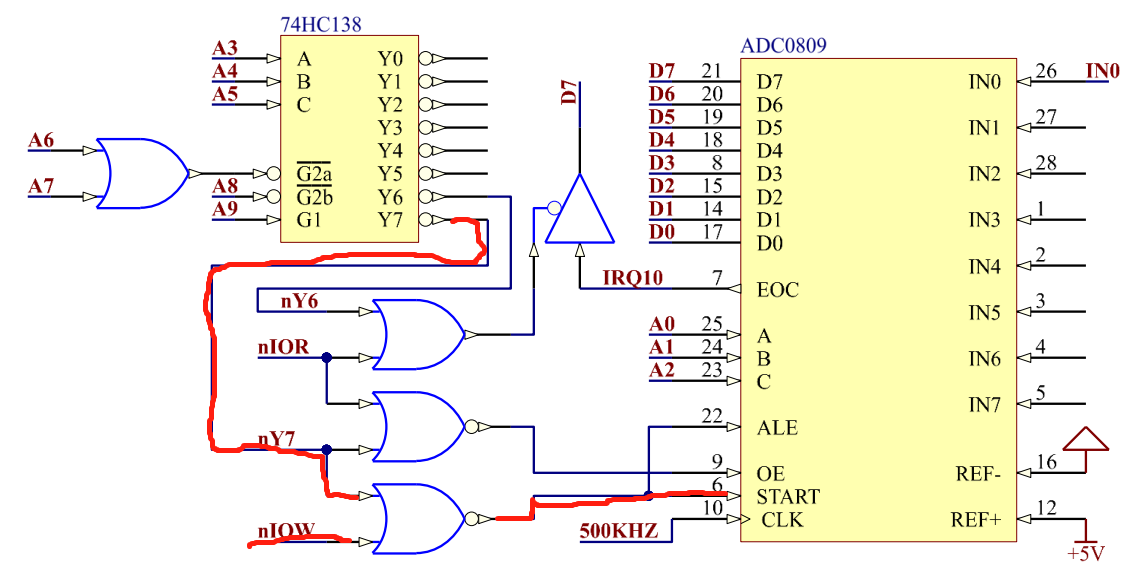 74HC138
A3
A4
A5
A
B
C
Y0
Y1
Y2
Y3
Y4
Y5
Y6
Y7
A6
A7
A8
A9
G2a
G2b
G1
D7
nY6
nIOR
nY7
nIOW
IRQ10
ADC0809
D7 21 D7
D6 20 D6
D5 19 D5
D4 18 D4
D3 8 D3
D2 15 D2
D1 14 D1
D0 17 D0
7 EOC
A0 25 A
A1 24 B
A2 23 C
22 ALE
9 OE
6 START
500KHZ 10 CLK
IN0 26 IN0
IN1 27
IN2 28
IN3 1
IN4 2
IN5 3
IN6 4
IN7 5
REF- 16
REF+ 12
+5V